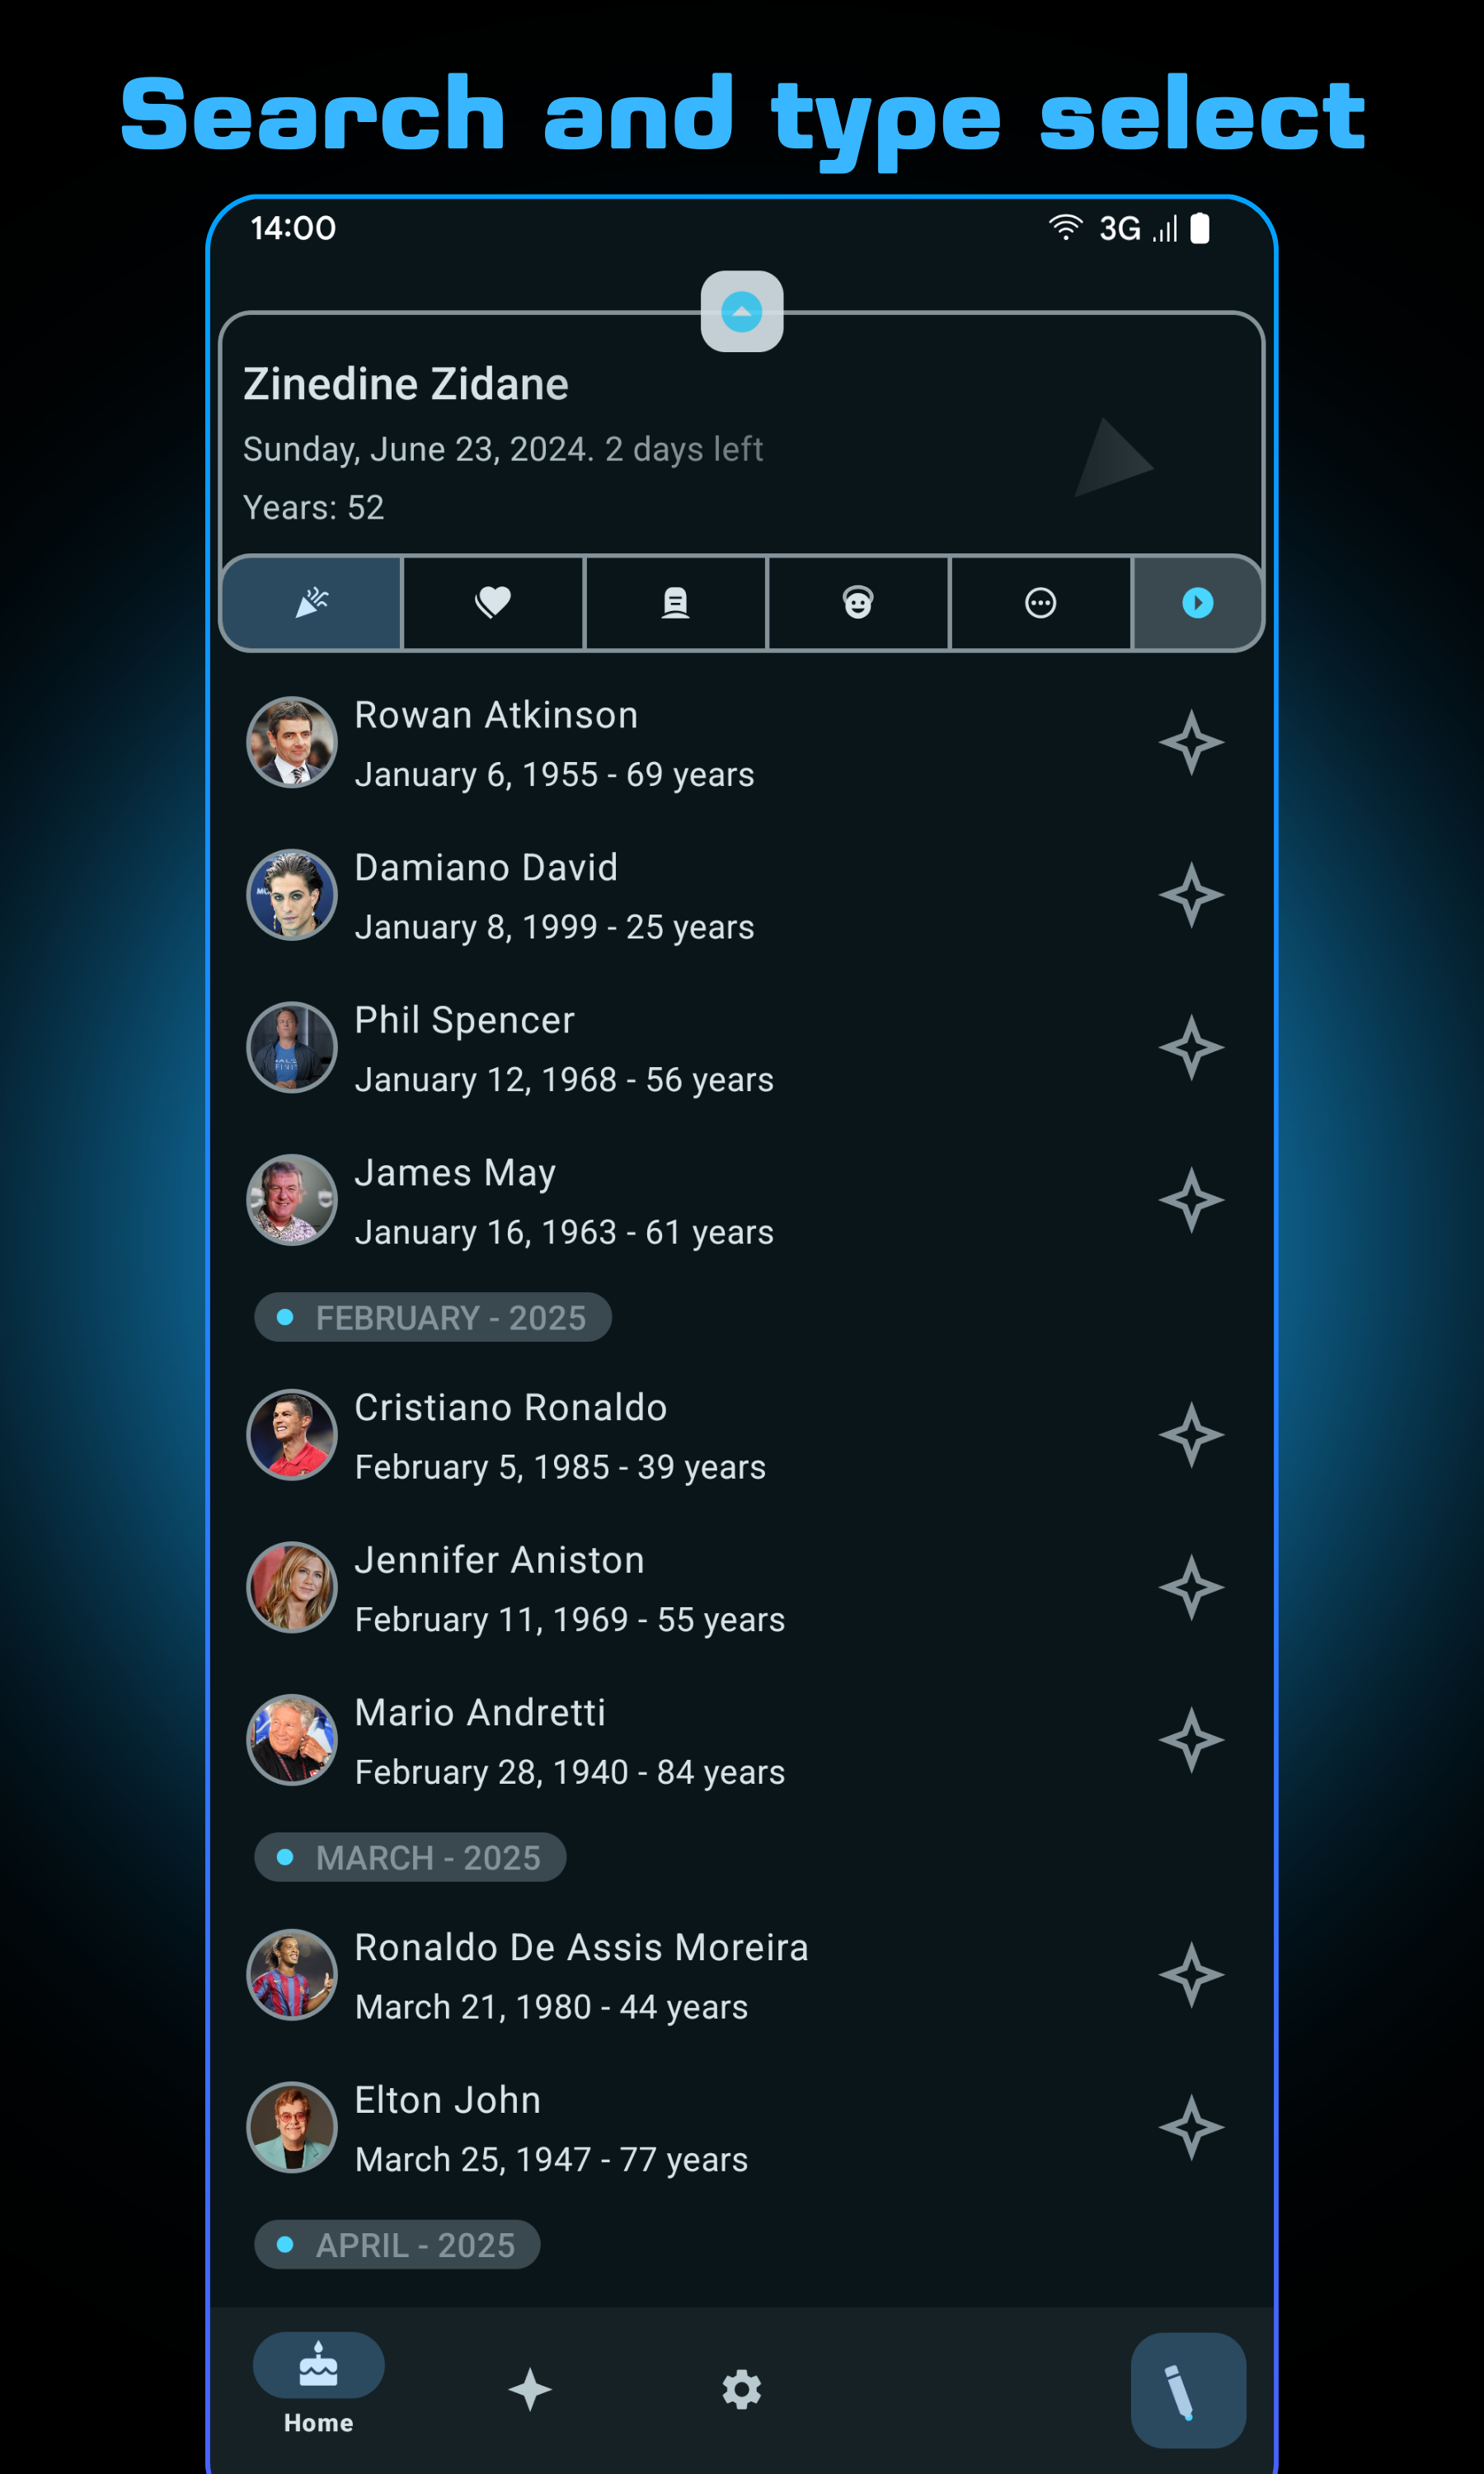 Search and type select
14:00
3G
Zinedine Zidane
Sunday, June 23, 2024. 2 days left
Years: 52
Rowan Atkinson
January 6, 1955 - 69 years
Damiano David
January 8, 1999 - 25 years
Phil Spencer
January 12, 1968 - 56 years
James May
January 16, 1963 - 61 years
FEBRUARY - 2025
Cristiano Ronaldo
February 5, 1985 - 39 years
Jennifer Aniston
February 11, 1969 - 55 years
Mario Andretti
February 28, 1940 - 84 years
MARCH - 2025
Ronaldo De Assis Moreira
March 21, 1980 - 44 years
Elton John
March 25, 1947 - 77 years
APRIL - 2025
Home